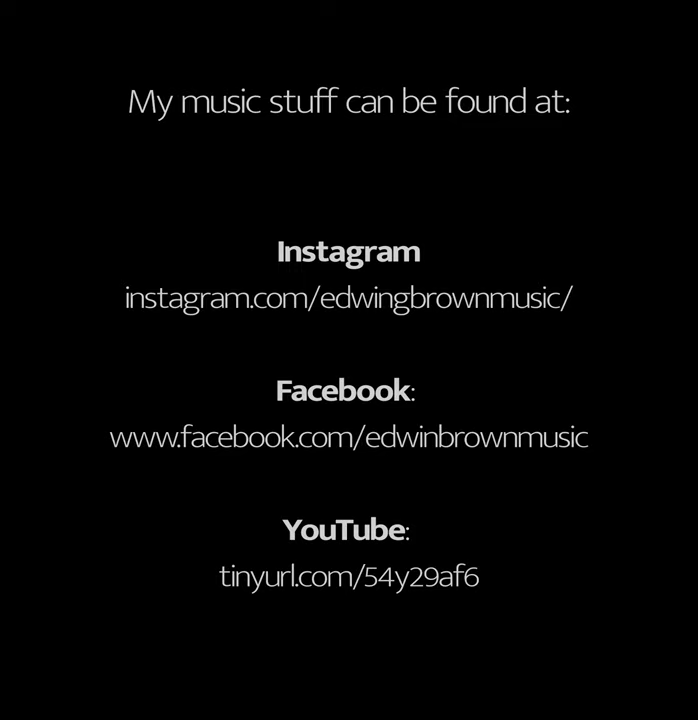 My music stuff can be found at:
Instagram
instagram.com/edwingbrownmusic/
Facebook:
www.facebook.com/edwinbrownmusic
YouTube:
tinyurl.com/54y29af6